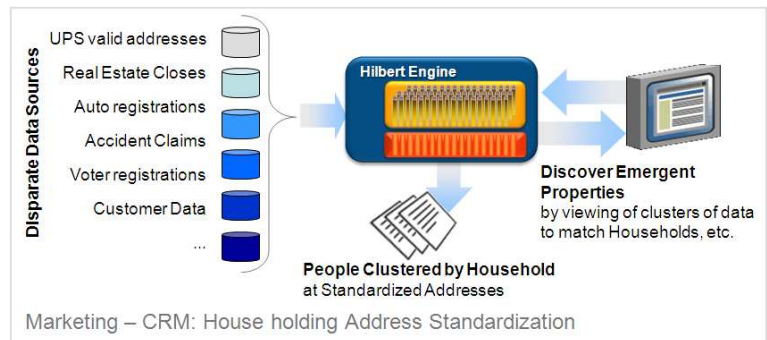 Disparate Data Sources
UPS valid addresses
Real Estate Closes
Auto registrations
Accident Claims
Voter registrations
Customer Data
...
Hilbert Engine
Discover Emergent
Properties
by viewing of clusters of data
to match Households, etc.
People Clustered by Household
at Standardized Addresses
Marketing – CRM: House holding Address Standardization